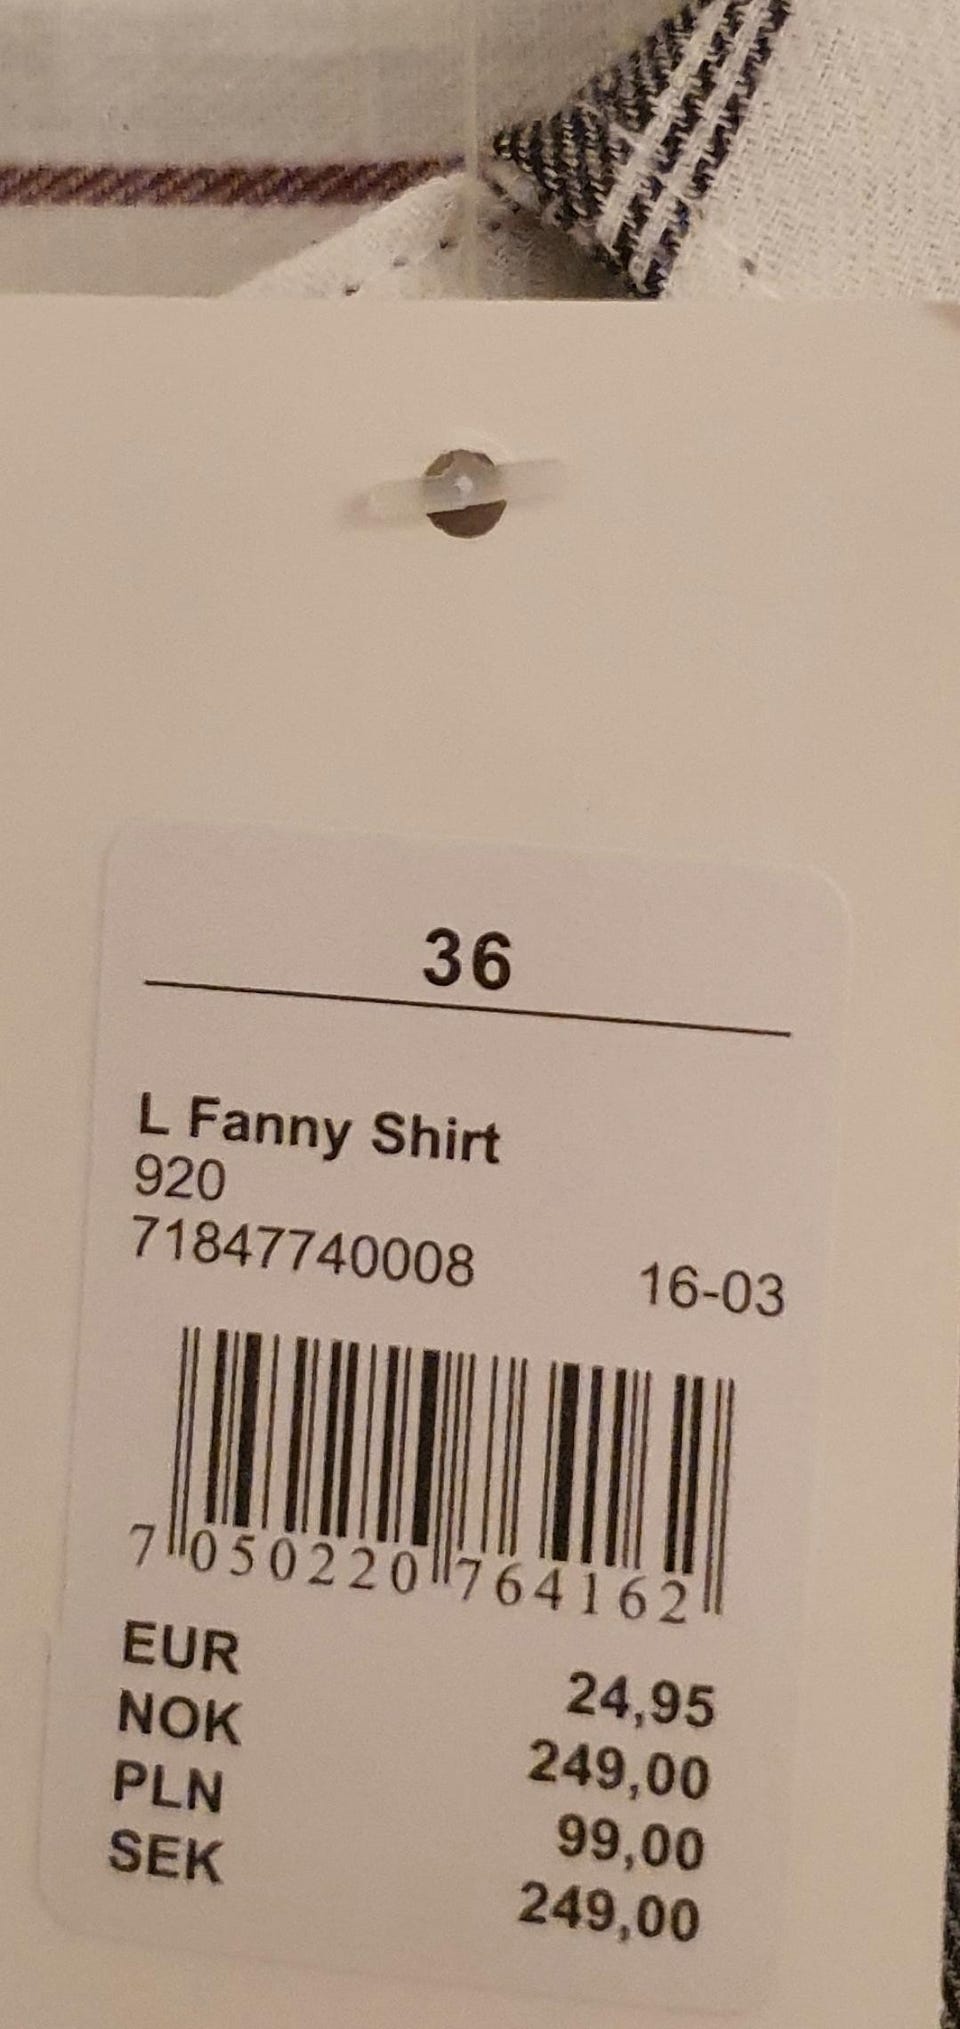 36
L Fanny Shirt
920
71847740008 16-03
7 050220 764162
EUR 24,95
NOK 249,00
PLN 99,00
SEK 249,00